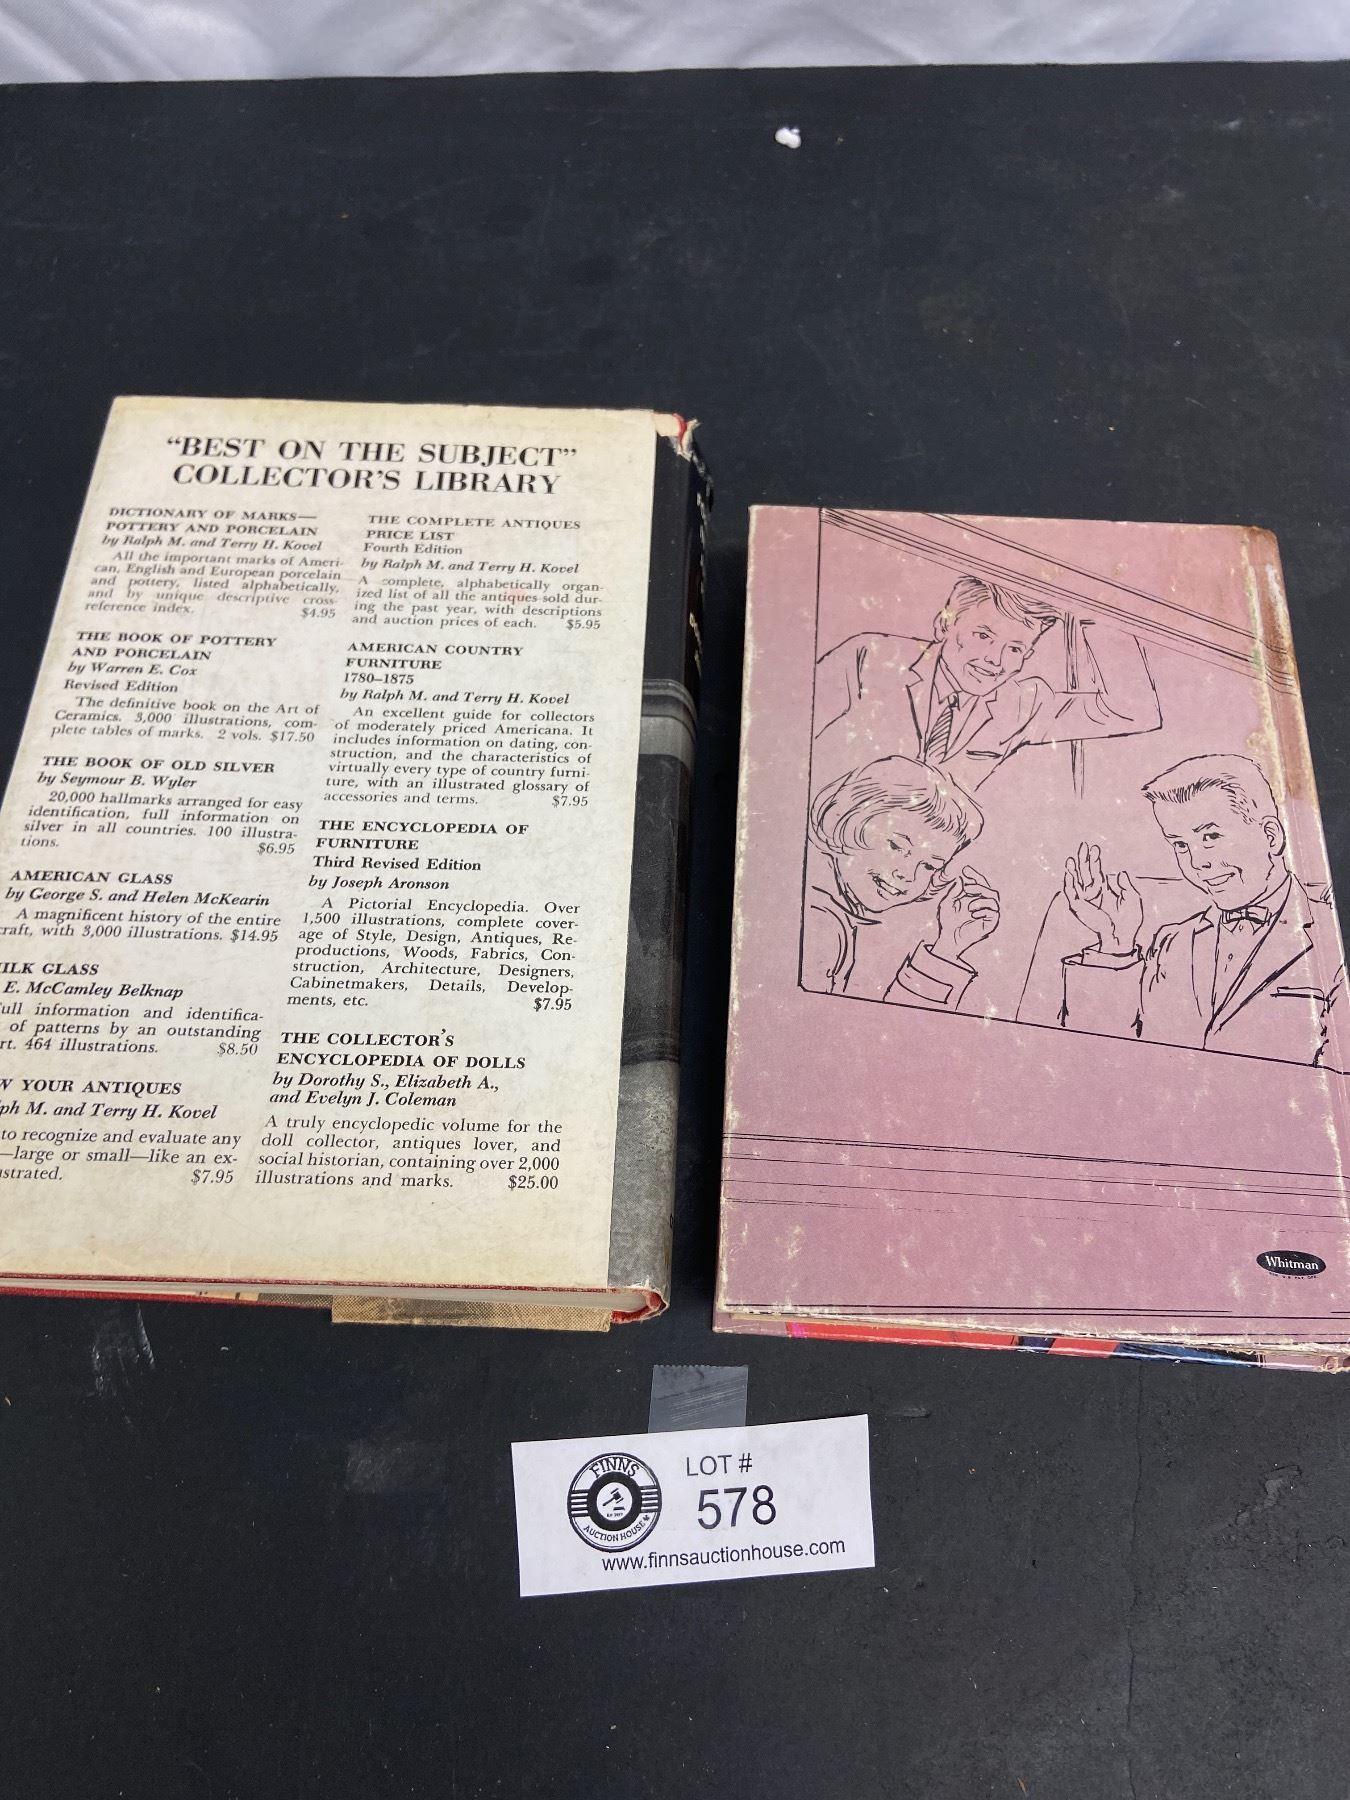 "BEST ON THE SUBJECT"
COLLECTOR'S LIBRARY
DICTIONARY OF MARKS—
POTTERY AND PORCELAIN
by Ralph M. and Terry H. Kovel
All the important marks of Ameri-
can, English and European porcelain
and pottery, listed alphabetically,
and by unique descriptive cross-
reference index. $4.95
THE BOOK OF POTTERY
AND PORCELAIN
by Warren E. Cox
Revised Edition
The definitive book on the Art of
Ceramics. 3,000 illustrations, com-
plete tables of marks. 2 vols. $17.50
THE BOOK OF OLD SILVER
by Seymour B. Wyler
20,000 hallmarks arranged for easy
identification, full information on
silver in all countries. 100 illustra-
tions. $6.95
AMERICAN GLASS
by George S. and Helen McKearin
A magnificent history of the entire
craft, with 3,000 illustrations. $14.95
ILK GLASS
E. McCamley Belknap
full information and identifica-
of patterns by an outstanding
rt. 464 illustrations. $8.50
W YOUR ANTIQUES
ph M. and Terry H. Kovel
to recognize and evaluate any
—large or small—like an ex-
strated. $7.95
THE COMPLETE ANTIQUES
PRICE LIST
Fourth Edition
by Ralph M. and Terry H. Kovel
A complete, alphabetically organ-
ized list of all the antiques sold dur-
ing the past year, with descriptions
and auction prices of each. $5.95
AMERICAN COUNTRY
FURNITURE
1780–1875
by Ralph M. and Terry H. Kovel
An excellent guide for collectors
of moderately priced Americana. It
includes information on dating, con-
struction, and the characteristics of
virtually every type of country furni-
ture, with an illustrated glossary of
accessories and terms. $7.95
THE ENCYCLOPEDIA OF
FURNITURE
Third Revised Edition
by Joseph Aronson
A Pictorial Encyclopedia. Over
1,500 illustrations, complete cover-
age of Style, Design, Antiques, Re-
productions, Woods, Fabrics, Con-
struction, Architecture, Designers,
Cabinetmakers, Details, Develop-
ments, etc. $7.95
THE COLLECTOR'S
ENCYCLOPEDIA OF DOLLS
by Dorothy S., Elizabeth A.,
and Evelyn J. Coleman
A truly encyclopedic volume for the
doll collector, antiques lover, and
social historian, containing over 2,000
illustrations and marks. $25.00
Whitman
FINNS
AUCTION HOUSE
LOT #
578
www.finnsauctionhouse.com